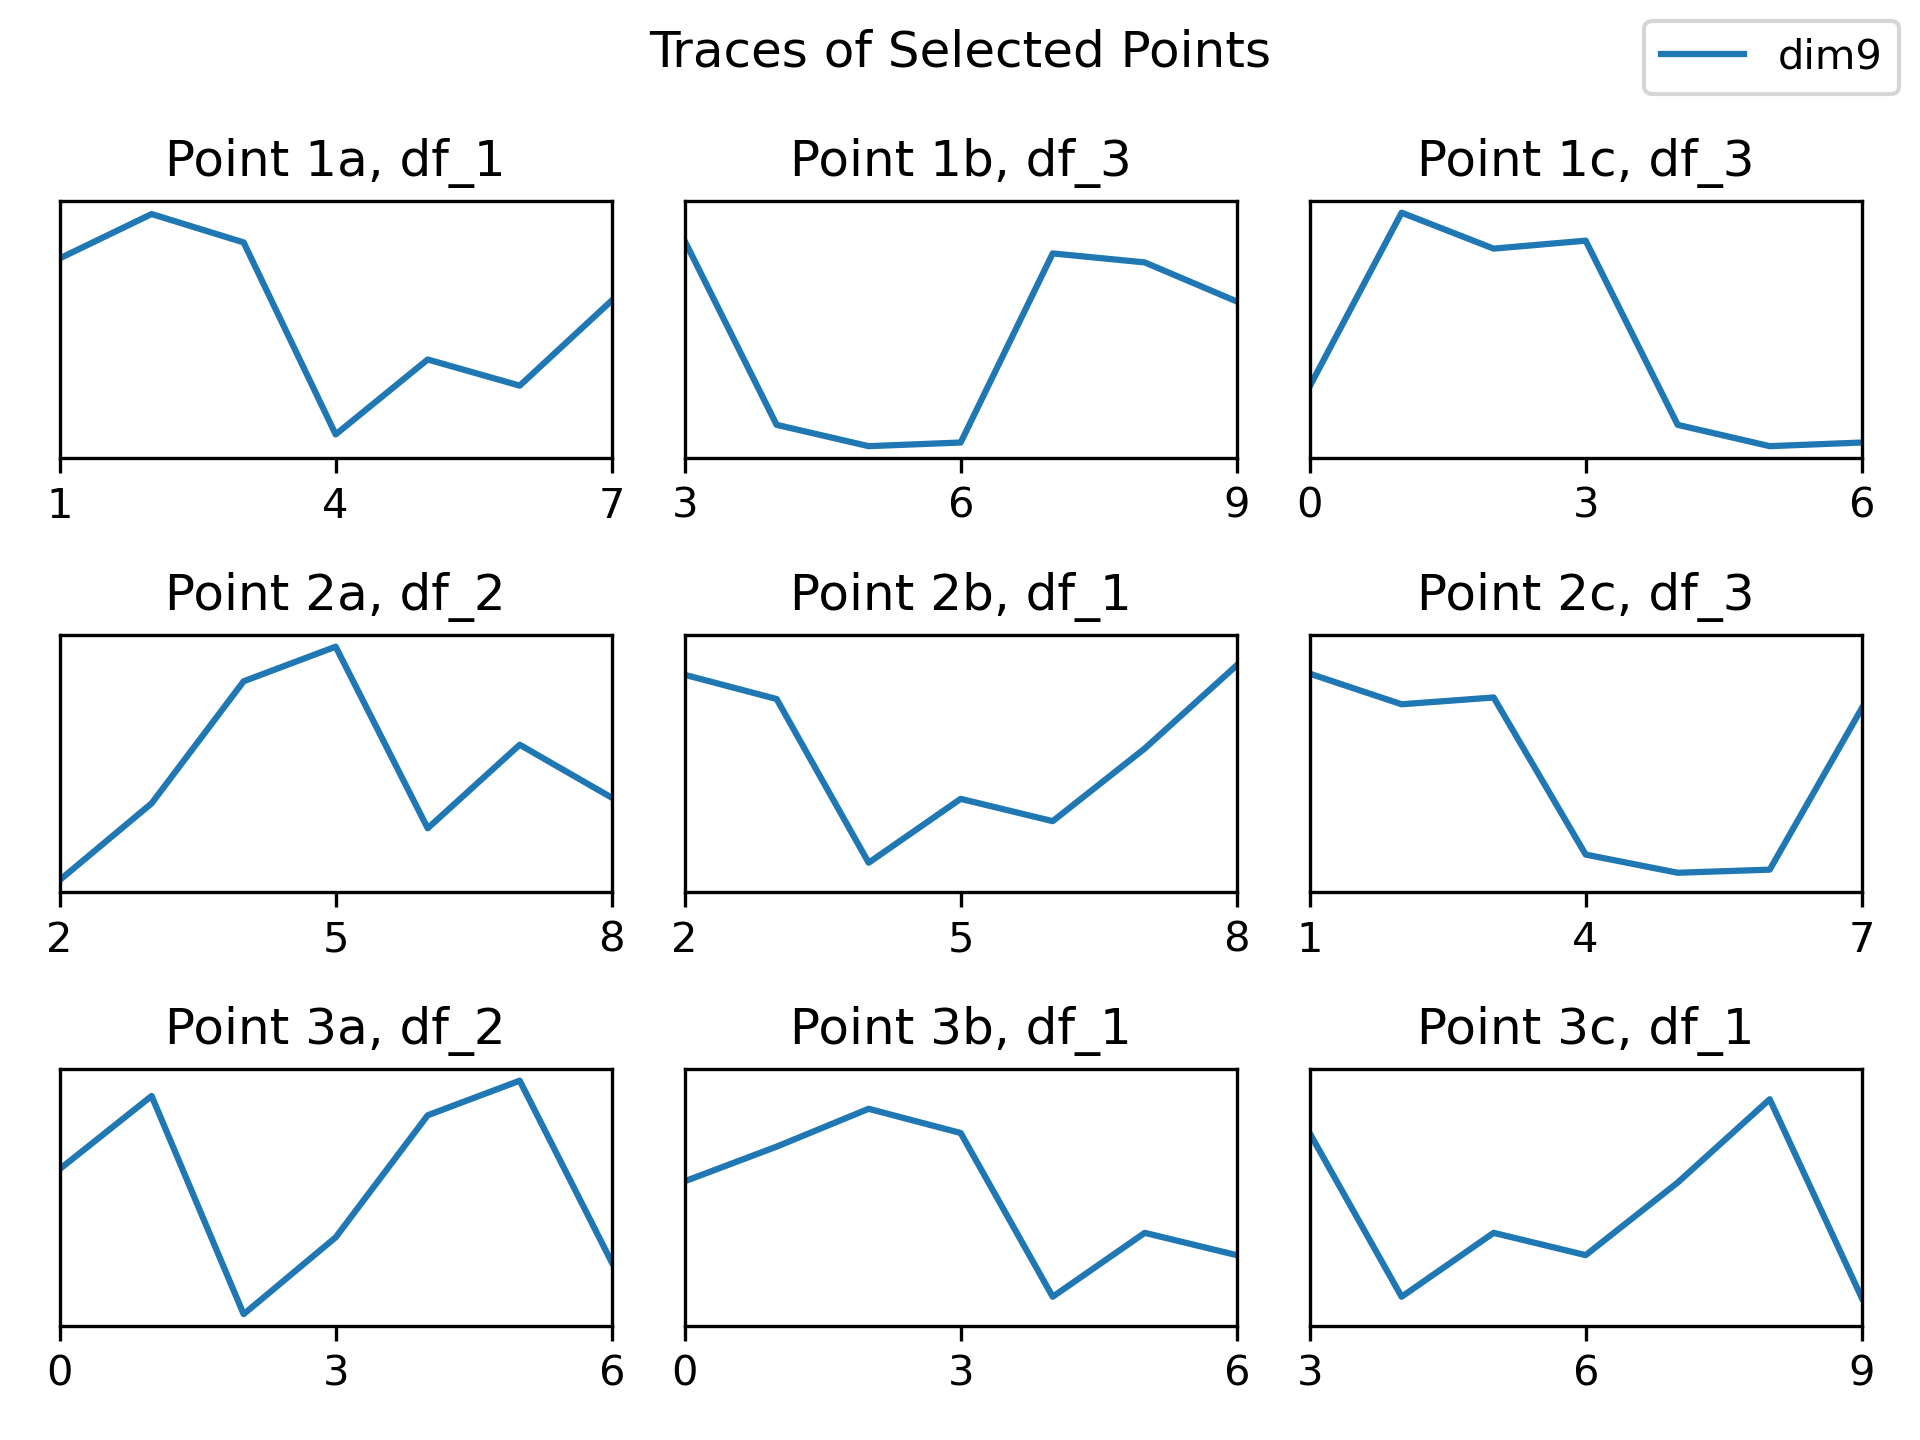 Traces of Selected Points
dim9
Point 1a, df_1
Point 1b, df_3
Point 1c, df_3
1 4 7
3 6 9
0 3 6
Point 2a, df_2
Point 2b, df_1
Point 2c, df_3
2 5 8
2 5 8
1 4 7
Point 3a, df_2
Point 3b, df_1
Point 3c, df_1
0 3 6
0 3 6
3 6 9